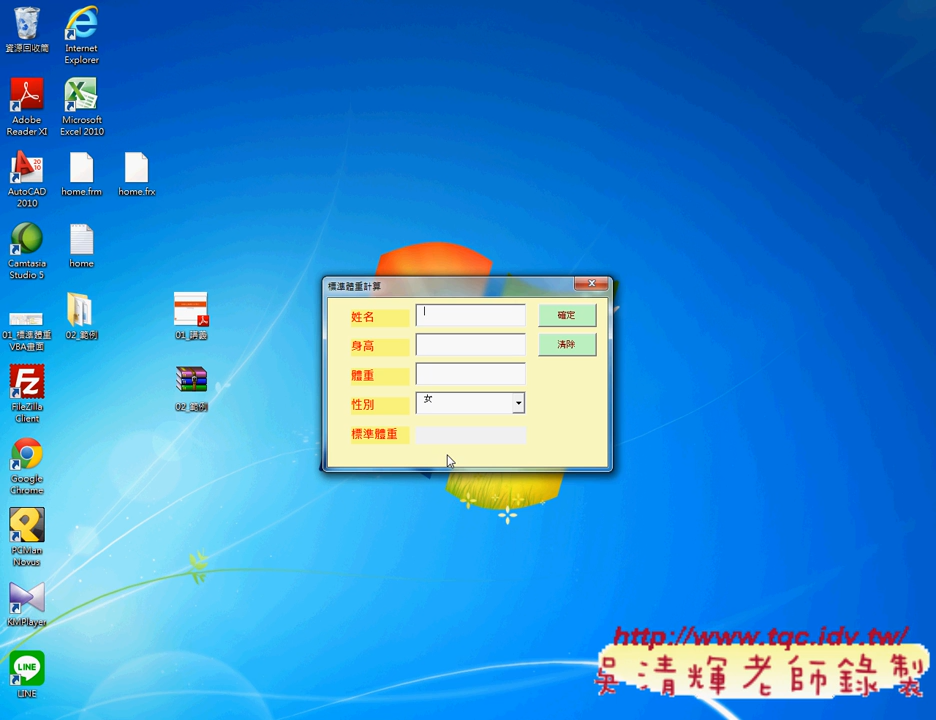 資源回收筒
Internet
Explorer
Adobe
Reader XI
Microsoft
Excel 2010
AutoCAD
2010
home.frm
home.frx
Camtasia
Studio 5
home
01_標準體重
VBA畫面
02_範例
01_講義
FileZilla
Client
02_範例
Google
Chrome
PCMan
Novus
KMPlayer
LINE
LINE
標準體重計算
姓名
確定
身高
清除
體重
性別
女
標準體重
http://www.tqc.idv.tw/
吳清輝老師錄製